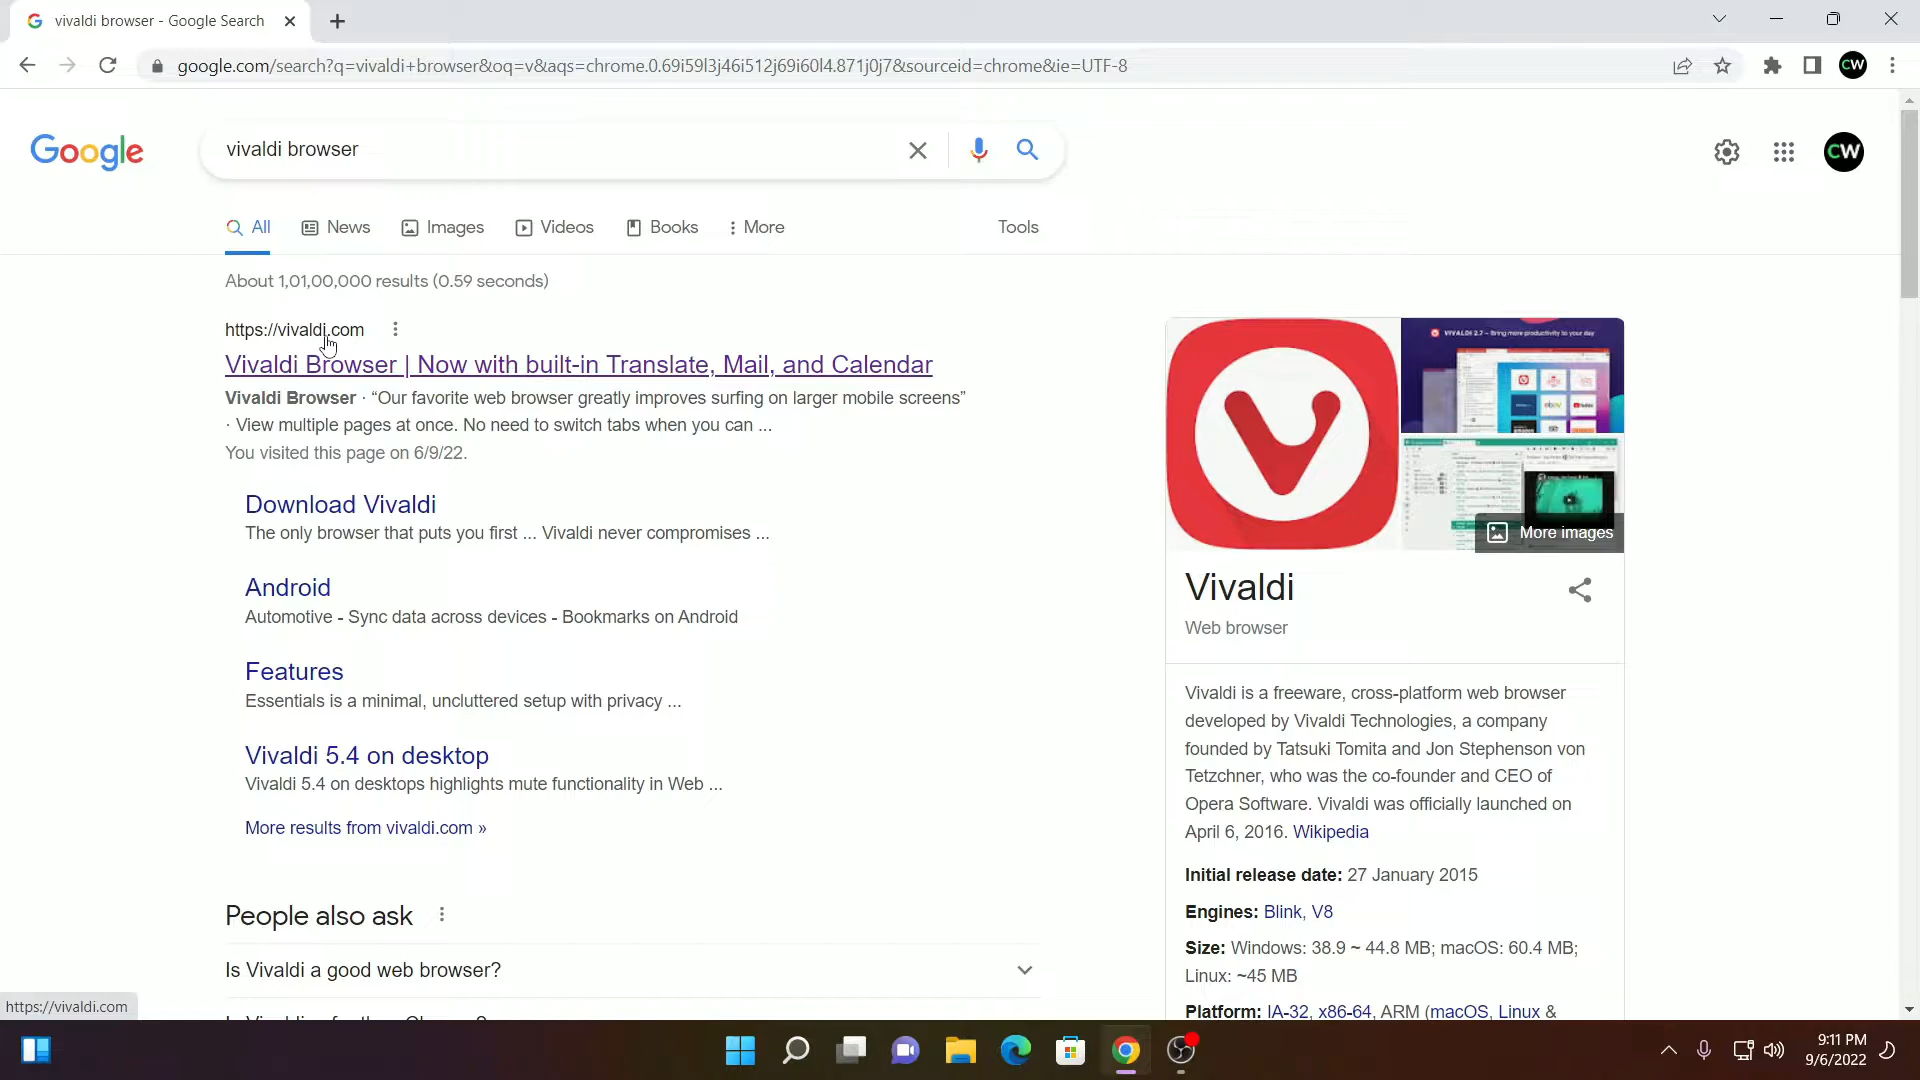 vivaldi browser - Google Search
google.com/search?q=vivaldi+browser&oq=v&aqs=chrome.0.69i59l3j46i512j69i60l4.871j0j7&sourceid=chrome&ie=UTF-8
CW
Google
vivaldi browser
CW
All
News
Images
Videos
Books
More
Tools
About 1,01,00,000 results (0.59 seconds)
https://vivaldi.com
Vivaldi Browser | Now with built-in Translate, Mail, and Calendar
Vivaldi Browser · “Our favorite web browser greatly improves surfing on larger mobile screens”
· View multiple pages at once. No need to switch tabs when you can ...
You visited this page on 6/9/22.
Download Vivaldi
The only browser that puts you first ... Vivaldi never compromises ...
Android
Automotive - Sync data across devices - Bookmarks on Android
Features
Essentials is a minimal, uncluttered setup with privacy ...
Vivaldi 5.4 on desktop
Vivaldi 5.4 on desktops highlights mute functionality in Web ...
More results from vivaldi.com »
People also ask
Is Vivaldi a good web browser?
VIVALDI 2.7 – Bring more productivity to your day
ebay
More images
Vivaldi
Web browser
Vivaldi is a freeware, cross-platform web browser
developed by Vivaldi Technologies, a company
founded by Tatsuki Tomita and Jon Stephenson von
Tetzchner, who was the co-founder and CEO of
Opera Software. Vivaldi was officially launched on
April 6, 2016. Wikipedia
Initial release date: 27 January 2015
Engines: Blink, V8
Size: Windows: 38.9 ~ 44.8 MB; macOS: 60.4 MB;
Linux: ~45 MB
Platform: IA-32, x86-64, ARM (macOS, Linux &
https://vivaldi.com
9:11 PM
9/6/2022